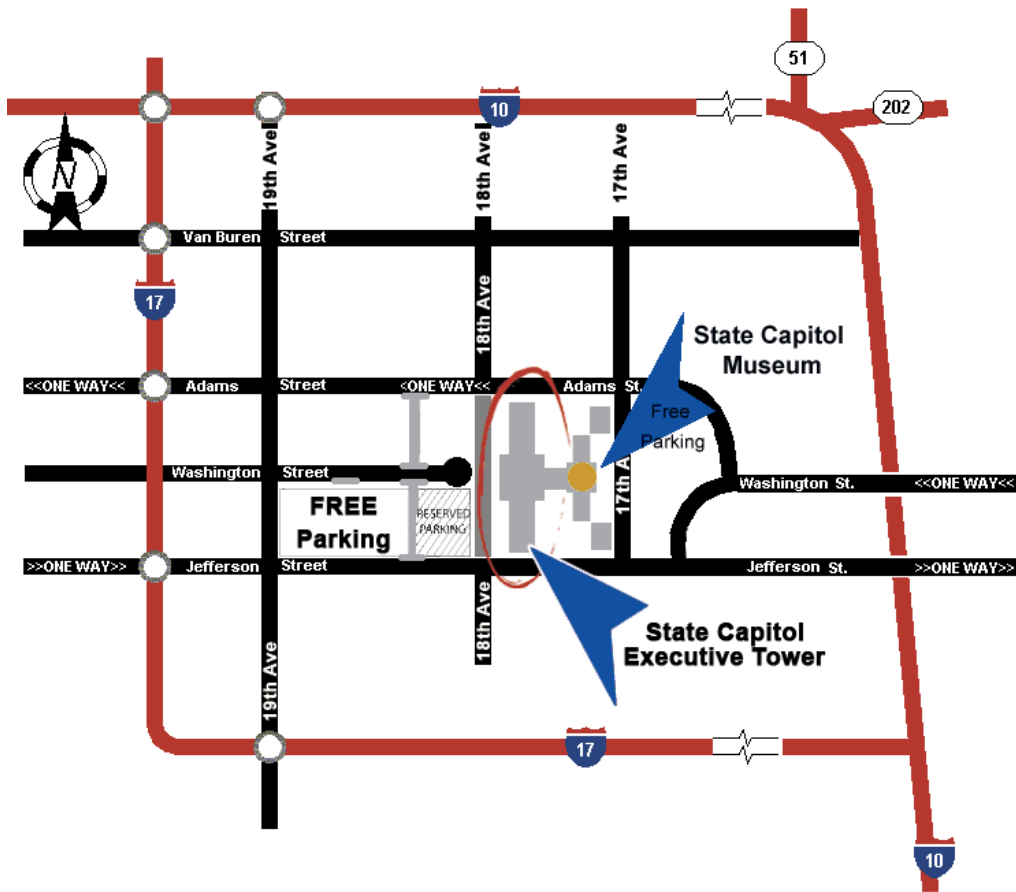 51
10
202
19th Ave
18th Ave
17th Ave
N
Van Buren Street
17
18th Ave
State Capitol
Museum
<<ONE WAY<< Adams Street <ONE WAY<< Adams St.
Free
Parking
Washington Street
17th A
Washington St. <<ONE WAY<<
FREE
Parking
RESERVED
PARKING
>>ONE WAY>> Jefferson Street
Jefferson St. >>ONE WAY>>
18th Ave
State Capitol
Executive Tower
19th Ave
17
10